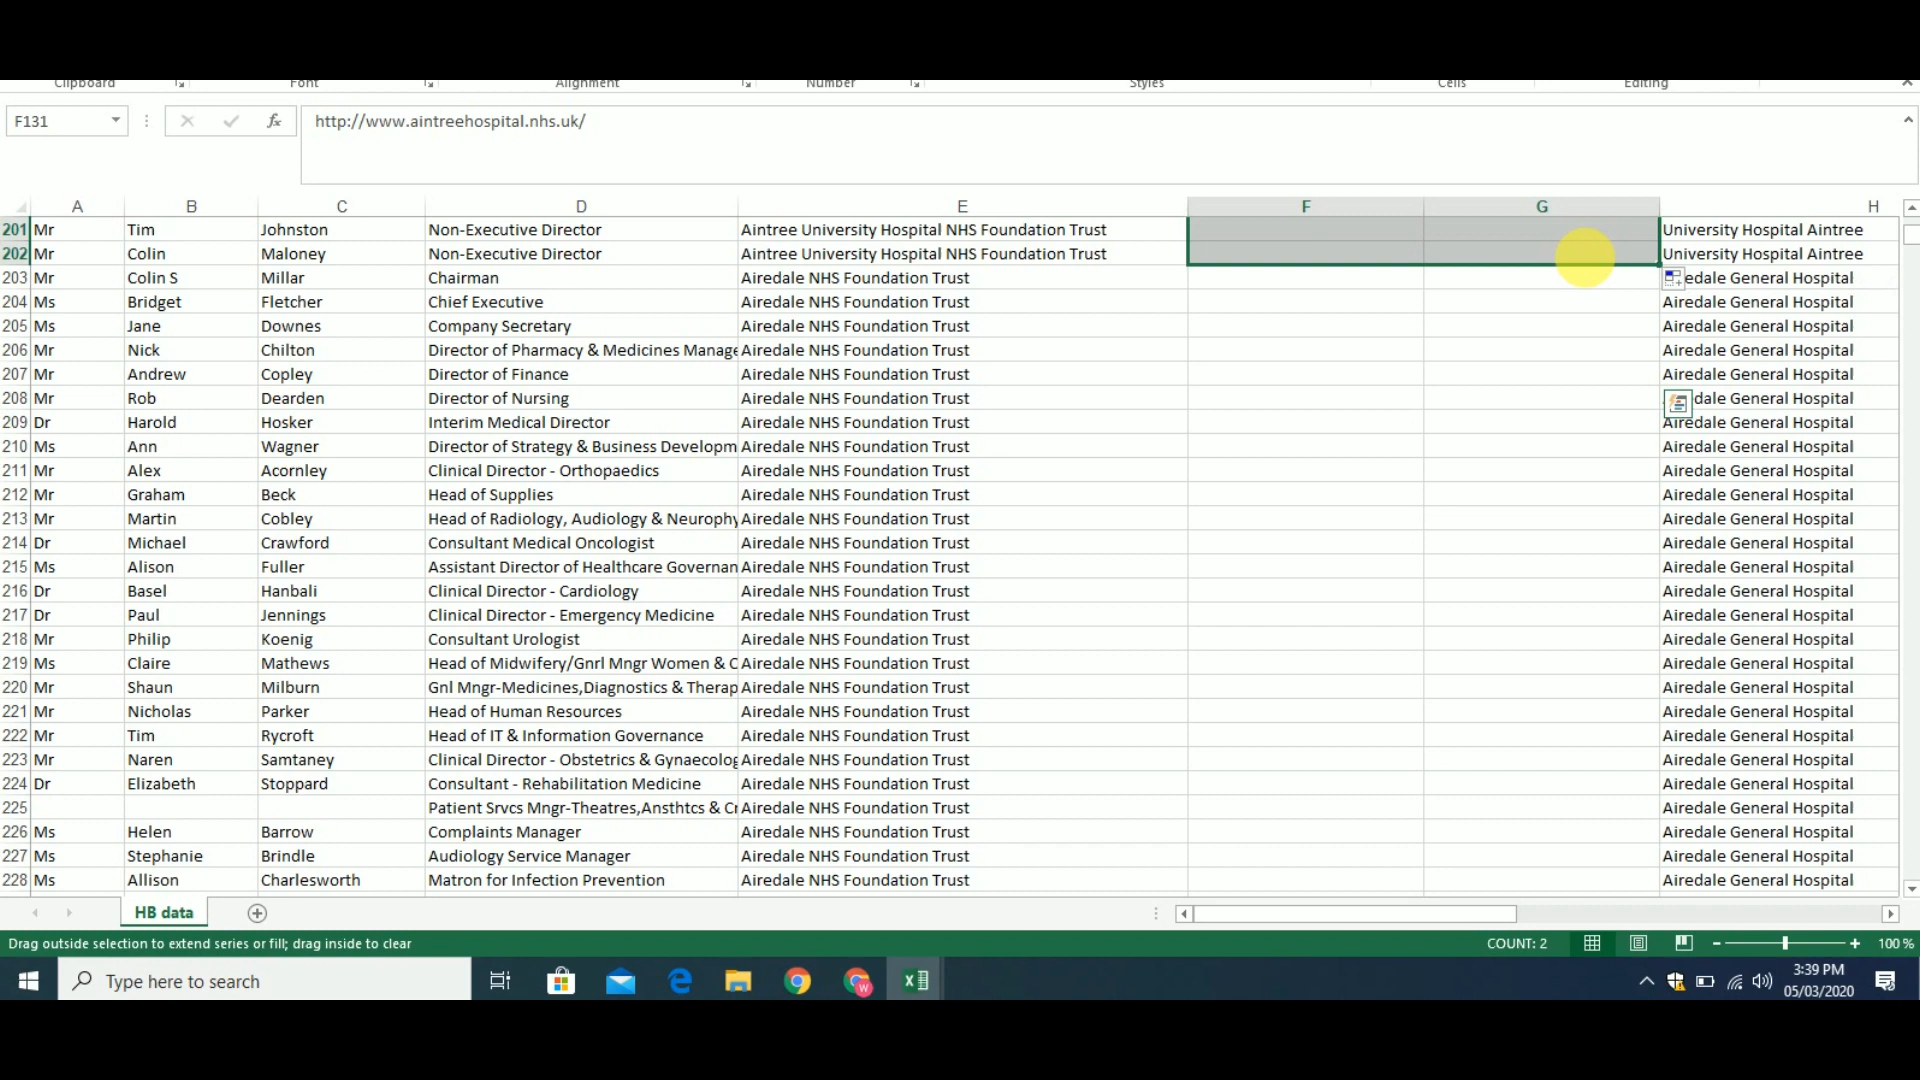 Clipboard Font Alignment Number Styles Cells Editing
F131 fx http://www.aintreehospital.nhs.uk/
A B C D E F G H
201 Mr Tim Johnston Non-Executive Director Aintree University Hospital NHS Foundation Trust University Hospital Aintree
202 Mr Colin Maloney Non-Executive Director Aintree University Hospital NHS Foundation Trust University Hospital Aintree
203 Mr Colin S Millar Chairman Airedale NHS Foundation Trust edale General Hospital
204 Ms Bridget Fletcher Chief Executive Airedale NHS Foundation Trust Airedale General Hospital
205 Ms Jane Downes Company Secretary Airedale NHS Foundation Trust Airedale General Hospital
206 Mr Nick Chilton Director of Pharmacy & Medicines Manage Airedale NHS Foundation Trust Airedale General Hospital
207 Mr Andrew Copley Director of Finance Airedale NHS Foundation Trust Airedale General Hospital
208 Mr Rob Dearden Director of Nursing Airedale NHS Foundation Trust dale General Hospital
209 Dr Harold Hosker Interim Medical Director Airedale NHS Foundation Trust Airedale General Hospital
210 Ms Ann Wagner Director of Strategy & Business Developm Airedale NHS Foundation Trust Airedale General Hospital
211 Mr Alex Acornley Clinical Director - Orthopaedics Airedale NHS Foundation Trust Airedale General Hospital
212 Mr Graham Beck Head of Supplies Airedale NHS Foundation Trust Airedale General Hospital
213 Mr Martin Cobley Head of Radiology, Audiology & Neurophy Airedale NHS Foundation Trust Airedale General Hospital
214 Dr Michael Crawford Consultant Medical Oncologist Airedale NHS Foundation Trust Airedale General Hospital
215 Ms Alison Fuller Assistant Director of Healthcare Governan Airedale NHS Foundation Trust Airedale General Hospital
216 Dr Basel Hanbali Clinical Director - Cardiology Airedale NHS Foundation Trust Airedale General Hospital
217 Dr Paul Jennings Clinical Director - Emergency Medicine Airedale NHS Foundation Trust Airedale General Hospital
218 Mr Philip Koenig Consultant Urologist Airedale NHS Foundation Trust Airedale General Hospital
219 Ms Claire Mathews Head of Midwifery/Gnrl Mngr Women & C Airedale NHS Foundation Trust Airedale General Hospital
220 Mr Shaun Milburn Gnl Mngr-Medicines,Diagnostics & Therap Airedale NHS Foundation Trust Airedale General Hospital
221 Mr Nicholas Parker Head of Human Resources Airedale NHS Foundation Trust Airedale General Hospital
222 Mr Tim Rycroft Head of IT & Information Governance Airedale NHS Foundation Trust Airedale General Hospital
223 Mr Naren Samtaney Clinical Director - Obstetrics & Gynaecolog Airedale NHS Foundation Trust Airedale General Hospital
224 Dr Elizabeth Stoppard Consultant - Rehabilitation Medicine Airedale NHS Foundation Trust Airedale General Hospital
225 Patient Srvcs Mngr-Theatres,Ansthtcs & Cr Airedale NHS Foundation Trust Airedale General Hospital
226 Ms Helen Barrow Complaints Manager Airedale NHS Foundation Trust Airedale General Hospital
227 Ms Stephanie Brindle Audiology Service Manager Airedale NHS Foundation Trust Airedale General Hospital
228 Ms Allison Charlesworth Matron for Infection Prevention Airedale NHS Foundation Trust Airedale General Hospital
HB data
Drag outside selection to extend series or fill; drag inside to clear COUNT: 2 100 %
Type here to search 3:39 PM
05/03/2020